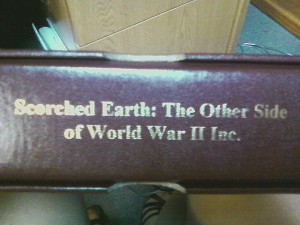 Scorched Earth: The Other Side
of World War II Inc.